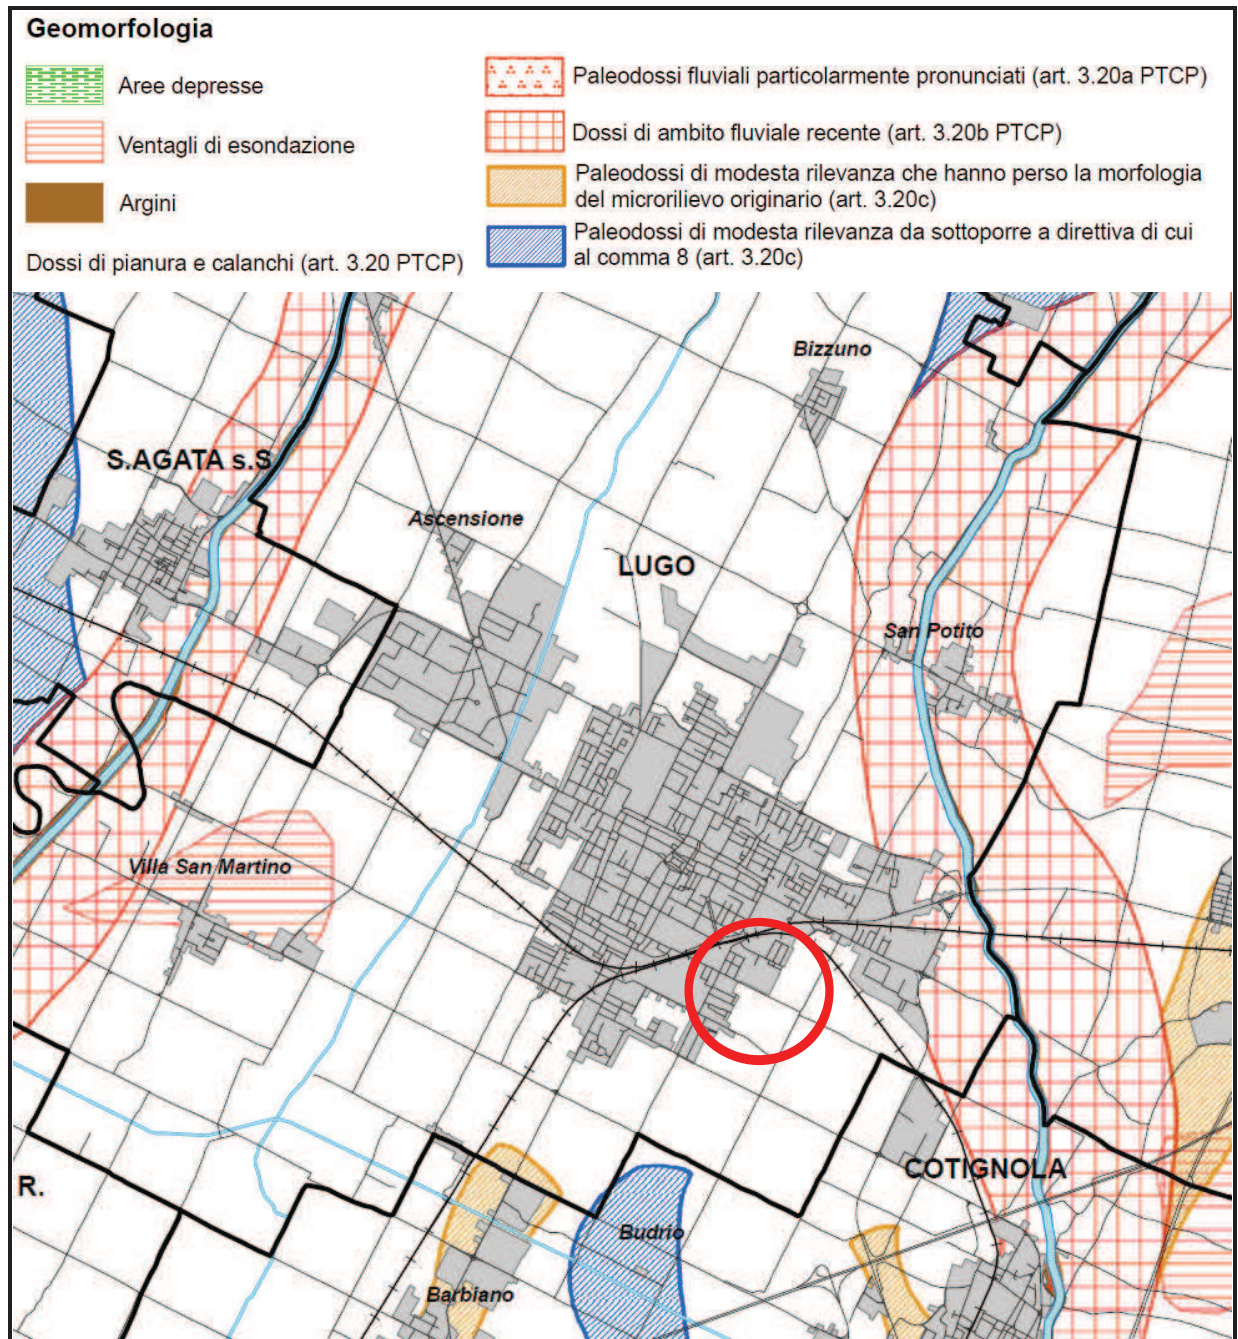 Geomorfologia
Aree depresse
Ventagli di esondazione
Argini
Dossi di pianura e calanchi (art. 3.20 PTCP)
Paleodossi fluviali particolarmente pronunciati (art. 3.20a PTCP)
Dossi di ambito fluviale recente (art. 3.20b PTCP)
Paleodossi di modesta rilevanza che hanno perso la morfologia
del microrilievo originario (art. 3.20c)
Paleodossi di modesta rilevanza da sottoporre a direttiva di cui
al comma 8 (art. 3.20c)
Bizzuno
S.AGATA s.S
Ascensione
LUGO
San Potito
Villa San Martino
COTIGNOLA
R.
Budrio
Barbiano